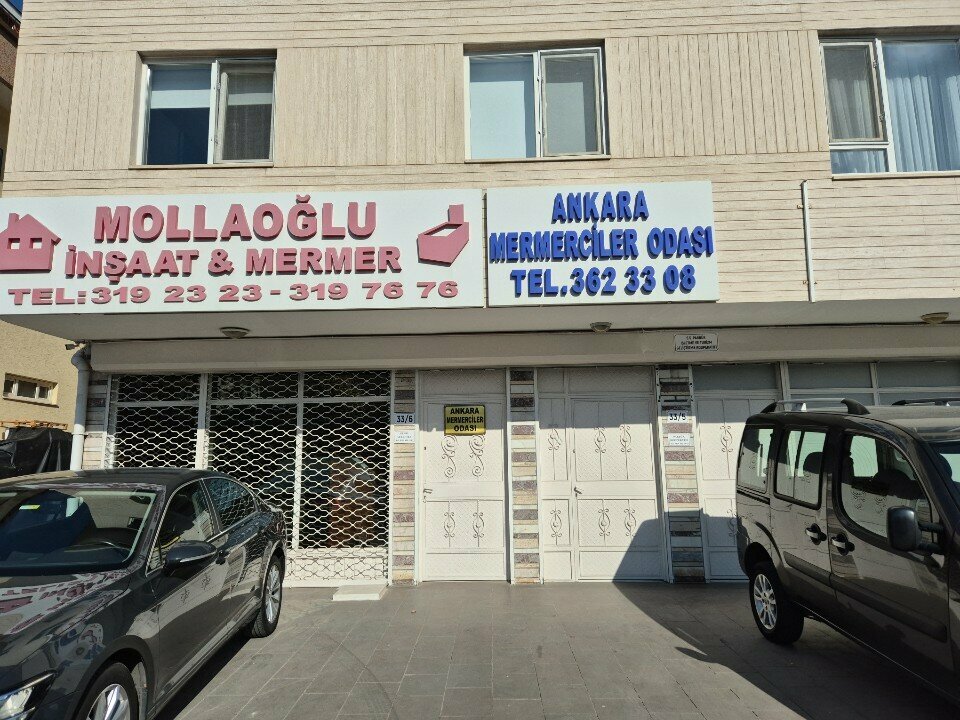 MOLLAOĞLU
İNŞAAT & MERMER
TEL:319 23 23-319 76 76
ANKARA
MERMERCİLER ODASI
TEL.362 33 08
33/6
ANKARA
MERMERCİLER
ODASI
33/5